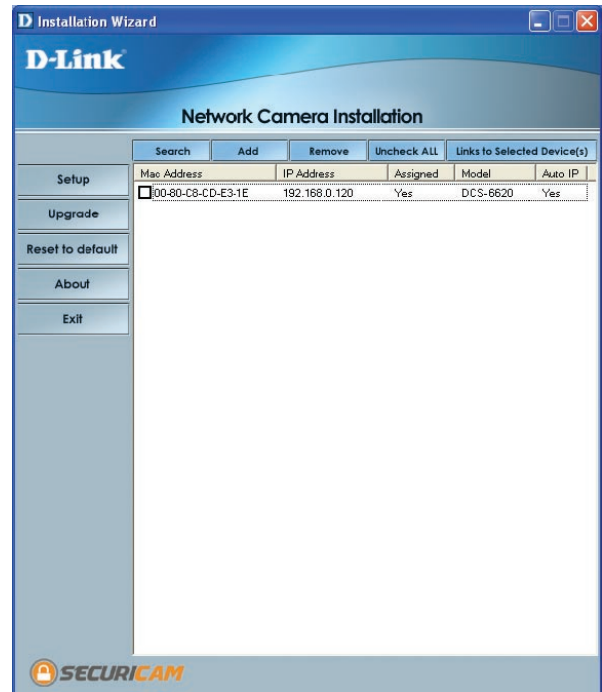 D Installation Wizard
D-Link
Network Camera Installation
Search Add Remove Uncheck ALL Links to Selected Device(s)
Mac Address IP Address Assigned Model Auto IP
00-80-C8-CD-E3-1E 192.168.0.120 Yes DCS-6620 Yes
Setup
Upgrade
Reset to default
About
Exit
SECURICAM